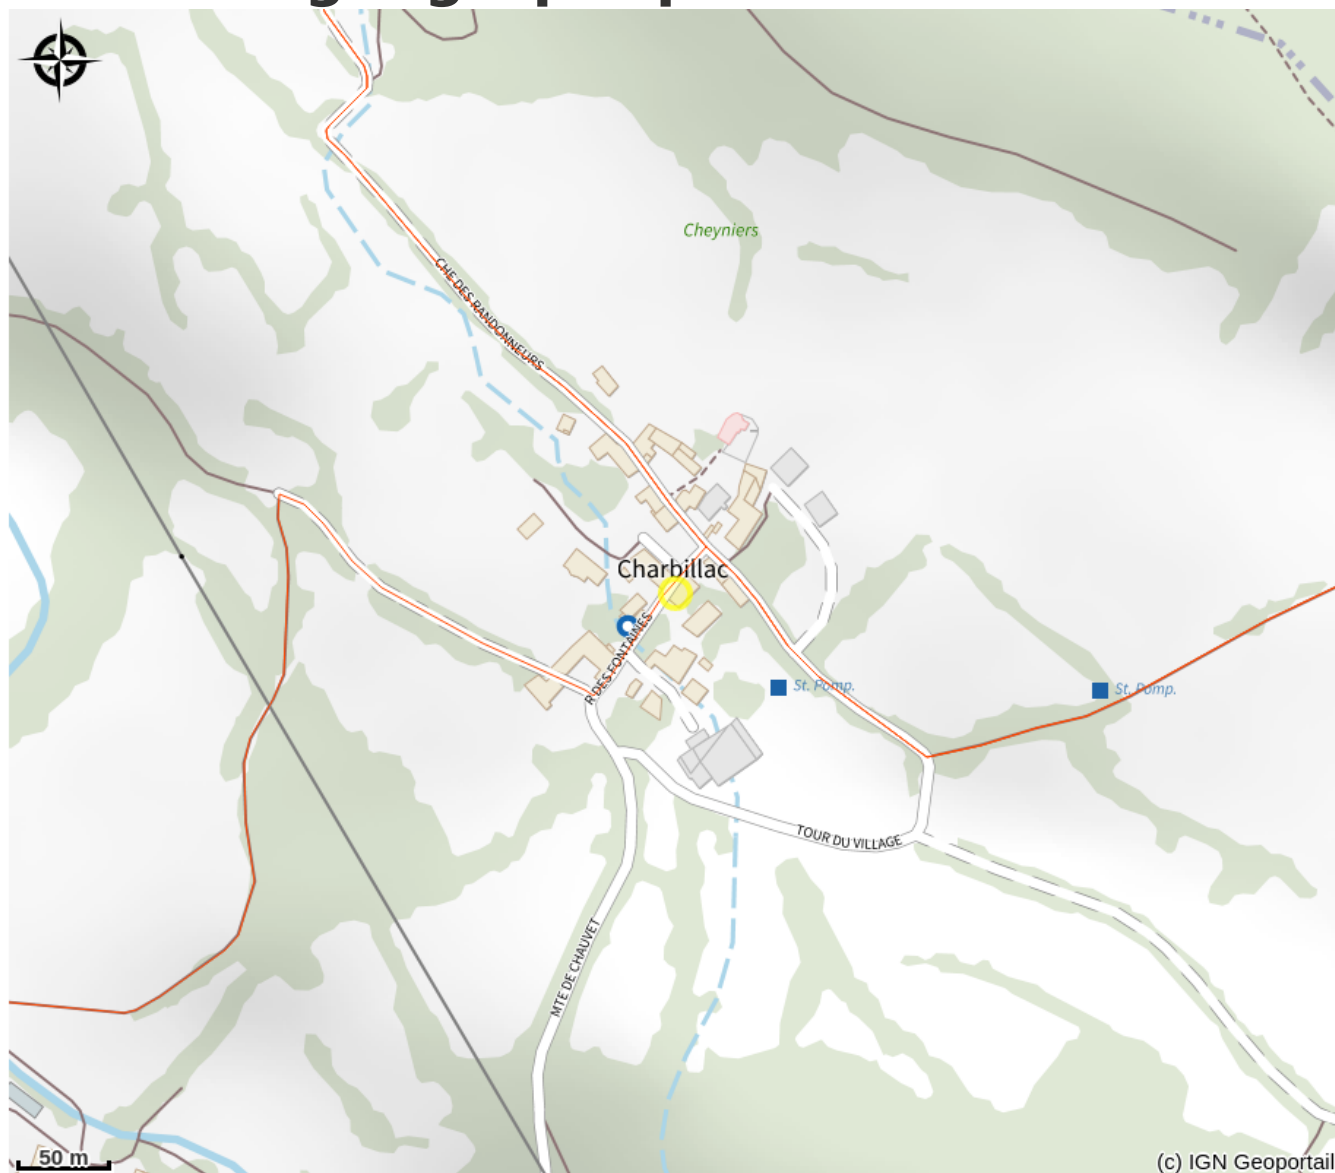 Cheyniers
CHE DES RANDONNEURS
Charbillac
R DES FONTAINES
St. Pomp.
St. Pomp.
TOUR DU VILLAGE
MTE DE CHAUVET
50 m
(c) IGN Geoportail